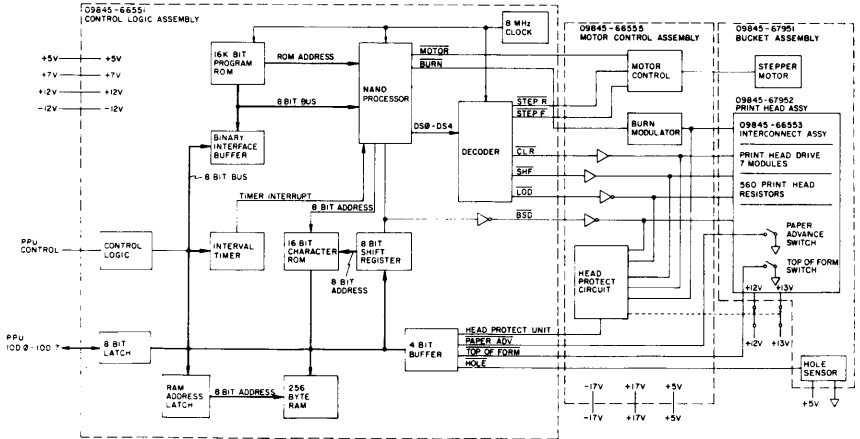 09845-66551
CONTROL LOGIC ASSEMBLY
+5V +5V
+7V +7V
+12V +12V
-12V -12V
16K BIT
PROGRAM
ROM
ROM ADDRESS
8 BIT BUS
BINARY
INTERFACE
BUFFER
8 BIT BUS
TIMER INTERRUPT
NANO
PROCESSOR
8 MHz
CLOCK
MOTOR
BURN
DS0-DS4
DECODER
STEP R
STEP F
CLR
SHF
LOD
BSD
8 BIT ADDRESS
PPU
CONTROL
CONTROL
LOGIC
INTERVAL
TIMER
16 BIT
CHARACTER
ROM
8 BIT
SHIFT
REGISTER
8 BIT
ADDRESS
PPU
IOD 0-IOD 7
8 BIT
LATCH
4 BIT
BUFFER
HEAD PROTECT UNIT
PAPER ADV
TOP OF FORM
HOLE
RAM
ADDRESS
LATCH
8 BIT ADDRESS
256
BYTE
RAM
09845-66555
MOTOR CONTROL ASSEMBLY
MOTOR
CONTROL
BURN
MODULATOR
HEAD
PROTECT
CIRCUIT
-17V +17V +5V
-17V +17V +5V
09845-67951
BUCKET ASSEMBLY
STEPPER
MOTOR
09845-67952
PRINT HEAD ASSY
09845-66553
INTERCONNECT ASSY
PRINT HEAD DRIVE
7 MODULES
560 PRINT HEAD
RESISTORS
PAPER
ADVANCE
SWITCH
TOP OF FORM
SWITCH
+12V +13V
+12V +13V
HOLE
SENSOR
+5V